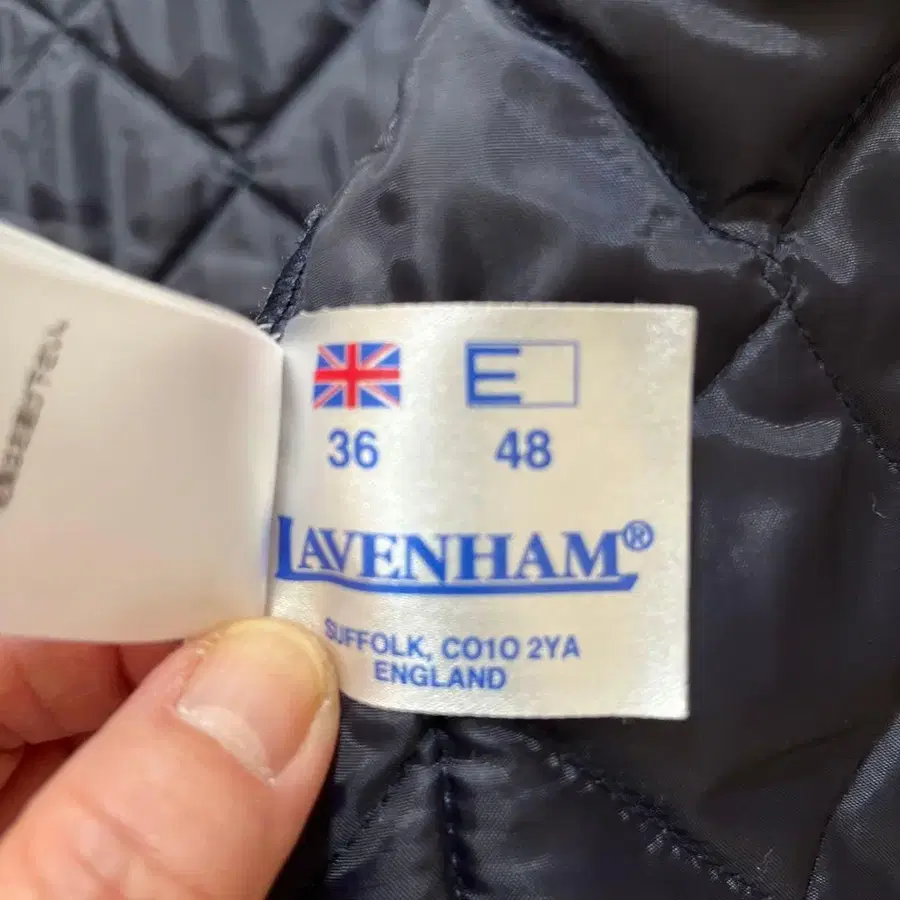 E
36 48
LAVENHAM®
SUFFOLK, CO10 2YA
ENGLAND